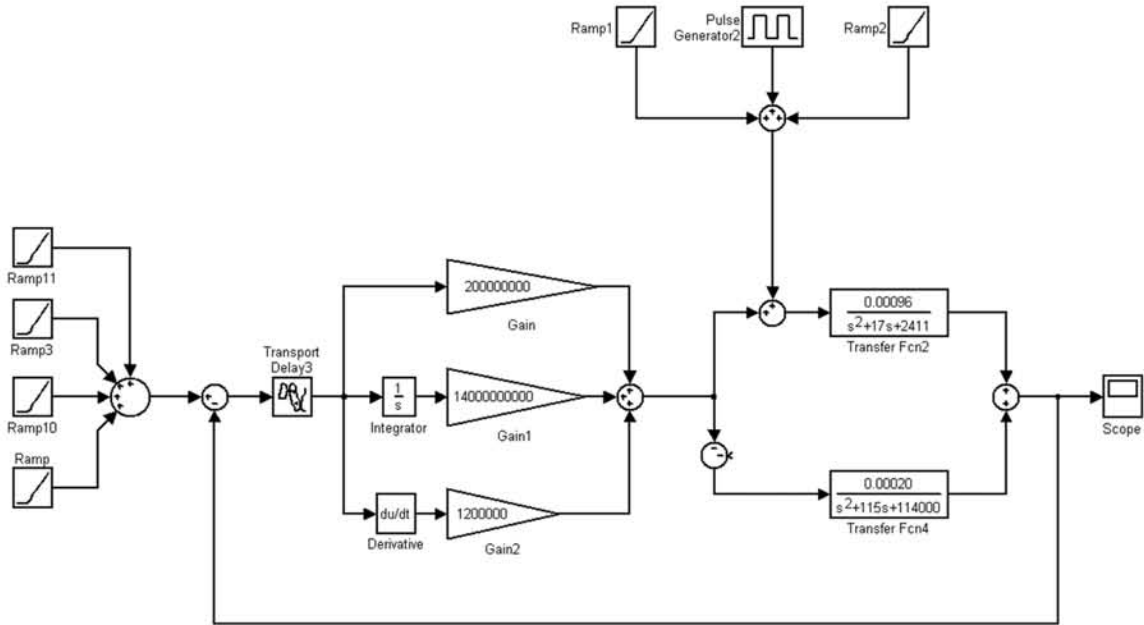 Ramp1
Pulse
Generator2
Ramp2
+
+
+
Ramp11
Ramp3
Ramp10
Ramp
+
+
+
+
+
-
Transport
Delay3
200000000
Gain
1
s
Integrator
14000000000
Gain1
du/dt
Derivative
1200000
Gain2
+
+
+
+
+
-
-
0.00096
s²+17s+2411
Transfer Fcn2
0.00020
s²+115s+114000
Transfer Fcn4
+
+
Scope